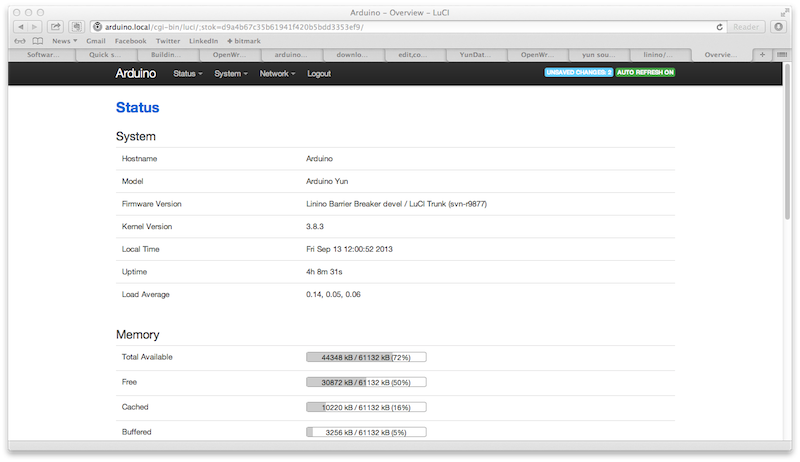 Arduino - Overview - LuCI
arduino.local/cgi-bin/luci/;stok=d9a4b67c35b61941f420b5bdd3353ef9/
Reader
News Gmail Facebook Twitter LinkedIn + bitmark
Softwar... Quick s... Buildin... OpenWr... arduino... downlo... edit,co... YunDat... OpenWr... yun sou... linino/... Overvie...
Arduino Status System Network Logout UNSAVED CHANGES: 2 AUTO REFRESH ON
Status
System
Hostname Arduino
Model Arduino Yun
Firmware Version Linino Barrier Breaker devel / LuCI Trunk (svn-r9877)
Kernel Version 3.8.3
Local Time Fri Sep 13 12:00:52 2013
Uptime 4h 8m 31s
Load Average 0.14, 0.05, 0.06
Memory
Total Available 44348 kB / 61132 kB (72%)
Free 30872 kB / 61132 kB (50%)
Cached 10220 kB / 61132 kB (16%)
Buffered 3256 kB / 61132 kB (5%)